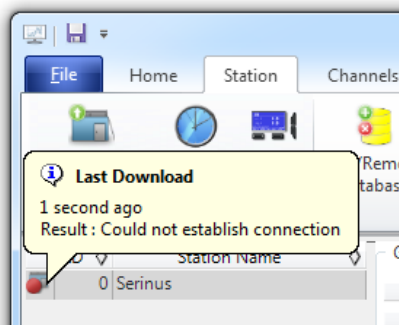 File Home Station Channels
Last Download
1 second ago
Result : Could not establish connection
Station Name
0 Serinus